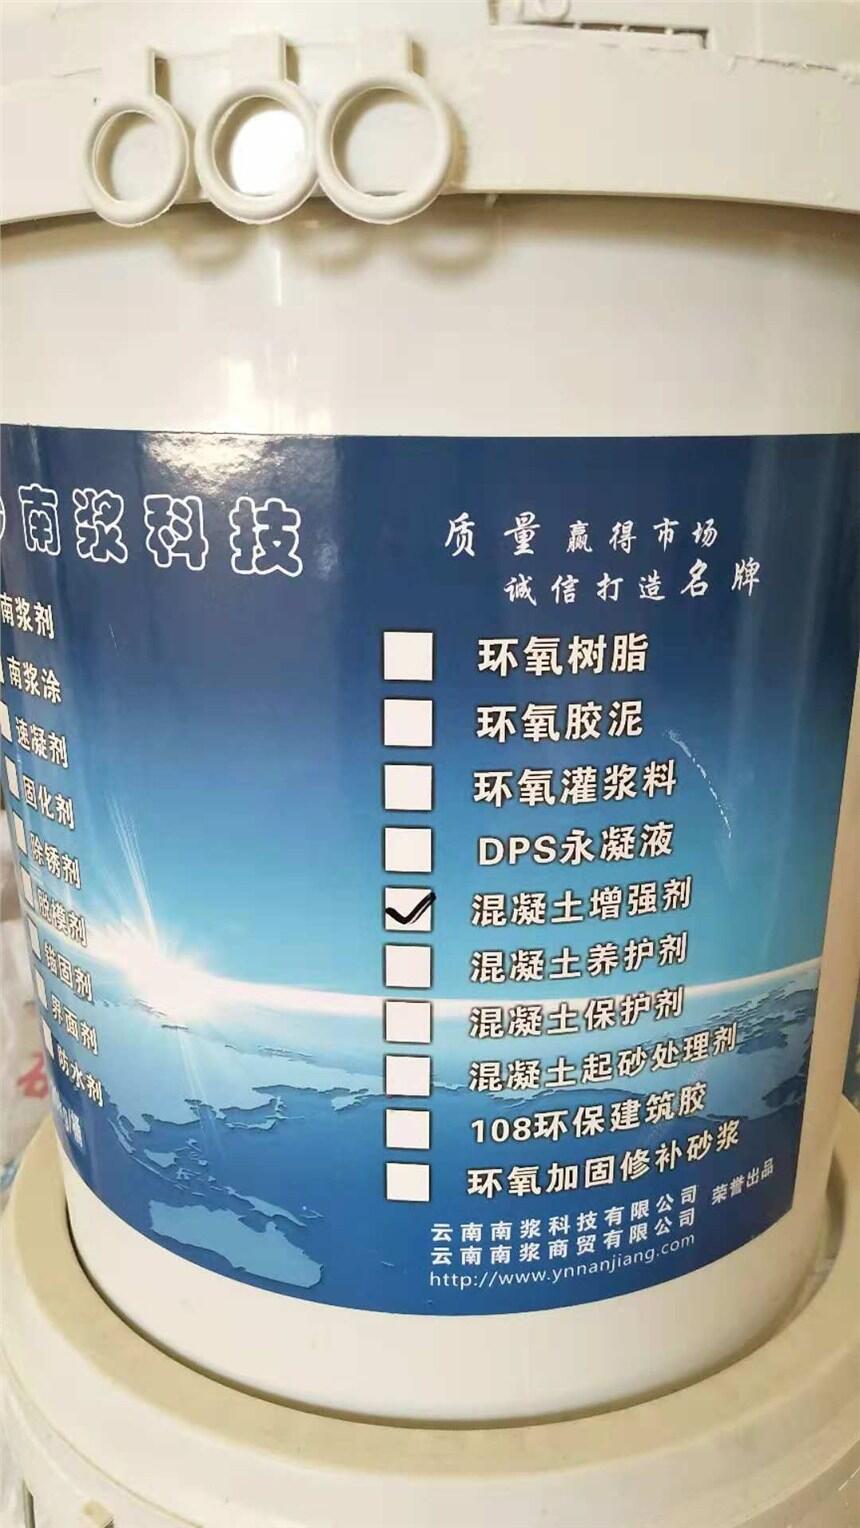 南浆科技
质量赢得市场
诚信打造名牌
南浆剂
南浆涂
速凝剂
固化剂
除锈剂
脱模剂
锚固剂
界面剂
防水剂
环氧树脂
环氧胶泥
环氧灌浆料
DPS永凝液
混凝土增强剂
混凝土养护剂
混凝土保护剂
混凝土起砂处理剂
108环保建筑胶
环氧加固修补砂浆
云南南浆科技有限公司
云南南浆商贸有限公司
荣誉出品
http://www.ynnanjiang.com